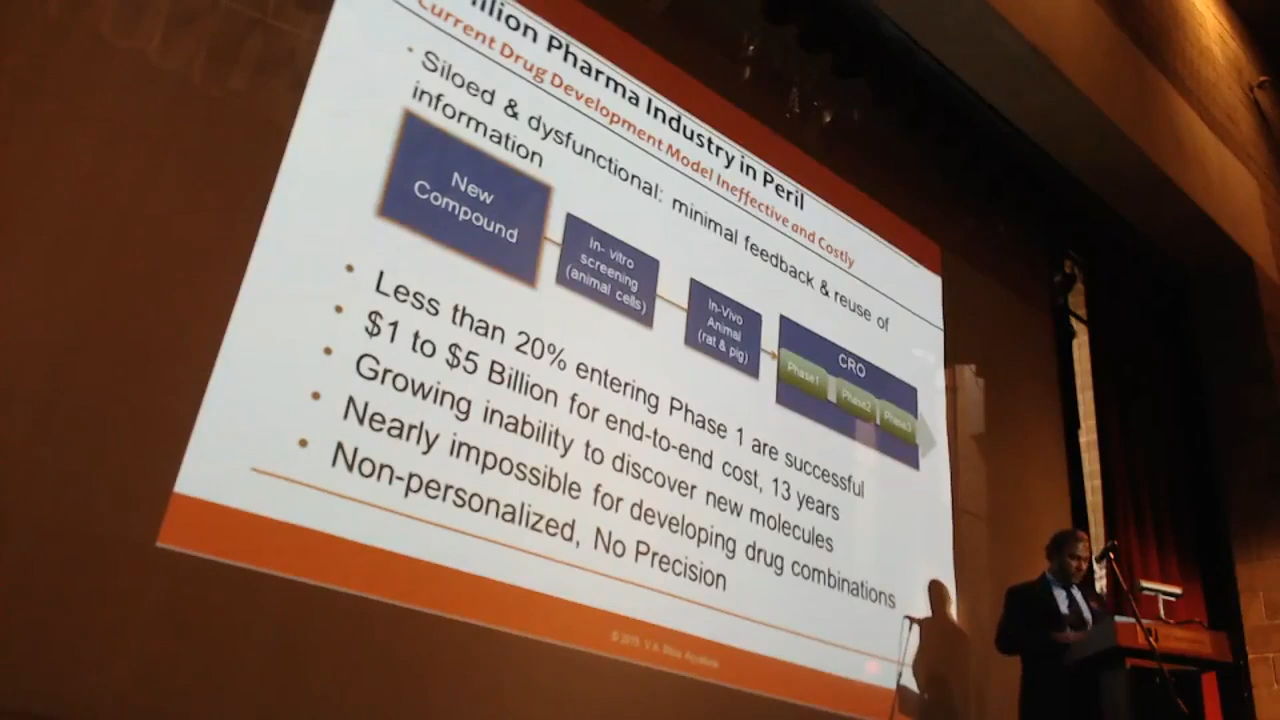 Pharma Industry in Peril
Current Drug Development Model Ineffective and Costly
• Siloed & dysfunctional: minimal feedback & reuse of
information
New
Compound
In- vitro
screening
(animal cells)
In-Vivo
Animal
(rat & pig)
CRO
Phase1
Phase2
Phase3
• Less than 20% entering Phase 1 are successful
• $1 to $5 Billion for end-to-end cost, 13 years
• Growing inability to discover new molecules
• Nearly impossible for developing drug combinations
• Non-personalized, No Precision